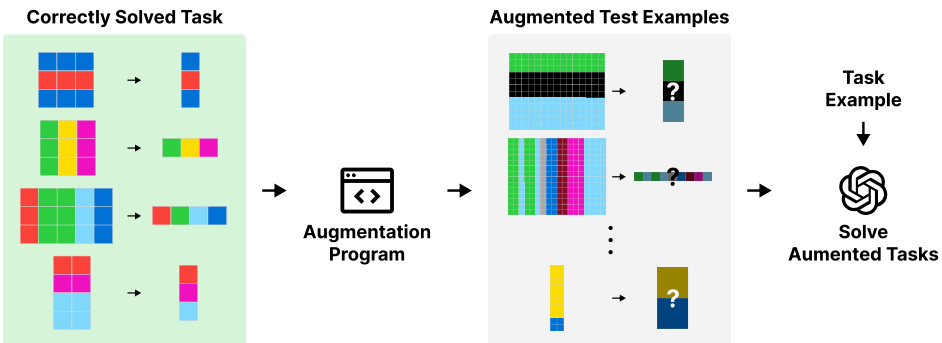 Correctly Solved Task
Augmented Test Examples
?
?
?
Augmentation
Program
Task
Example
Solve
Aumented Tasks